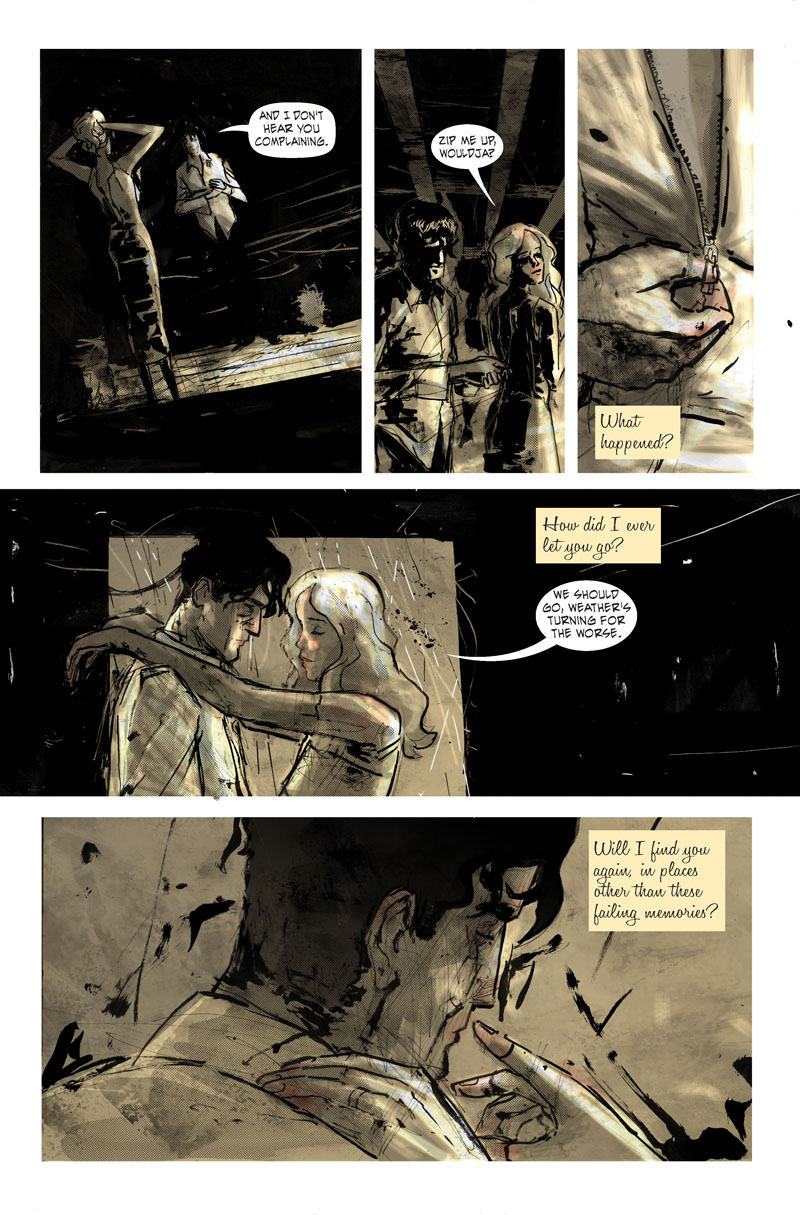 AND I DON'T
HEAR YOU
COMPLAINING.
ZIP ME UP,
WOULDJA?
What
happened?
How did I ever
let you go?
WE SHOULD
GO, WEATHER'S
TURNING FOR
THE WORSE.
Will I find you
again, in places
other than these
failing memories?